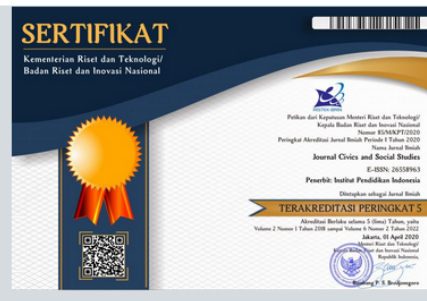 SERTIFIKAT
Kementerian Riset dan Teknologi/
Badan Riset dan Inovasi Nasional
RISTEK-BRIN
Petikan dari Keputusan Menteri Riset dan Teknologi/
Kepala Badan Riset dan Inovasi Nasional
Nomor 85/M/KPT/2020
Peringkat Akreditasi Jurnal Ilmiah Periode I Tahun 2020
Nama Jurnal Ilmiah
Journal Civics and Social Studies
E-ISSN: 26558963
Penerbit: Institut Pendidikan Indonesia
Ditetapkan sebagai Jurnal Ilmiah
TERAKREDITASI PERINGKAT 5
Akreditasi Berlaku selama 5 (lima) Tahun, yaitu
Volume 2 Nomor 1 Tahun 2018 sampai Volume 6 Nomor 2 Tahun 2022
Jakarta, 01 April 2020
Menteri Riset dan Teknologi/
Kepala Badan Riset dan Inovasi Nasional
Republik Indonesia,
Bambang P. S. Brodjonegoro